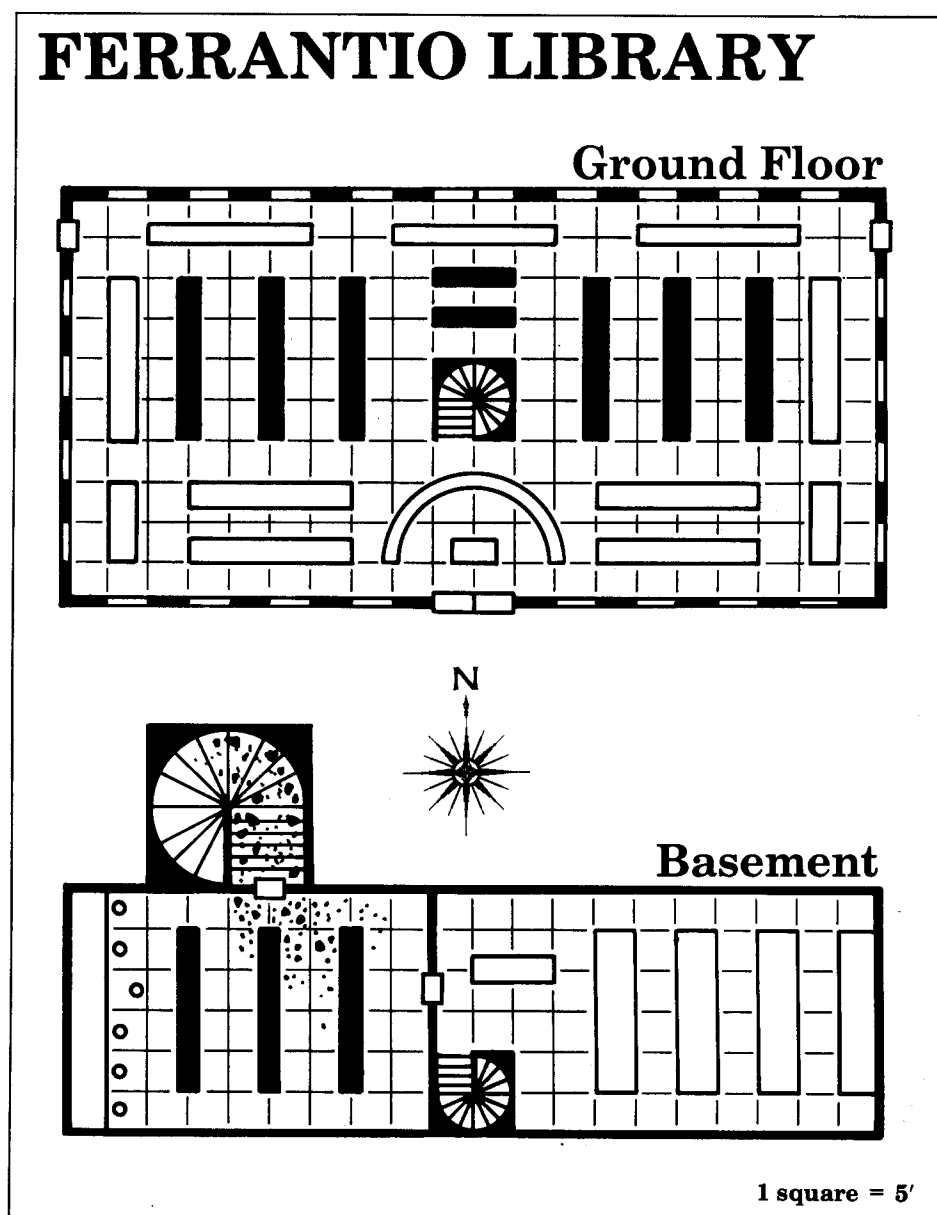 FERRANTIO LIBRARY
Ground Floor
N
Basement
1 square = 5′